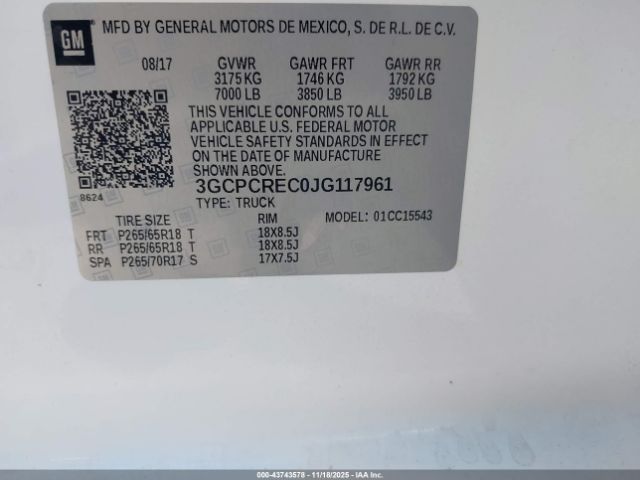 GM
MFD BY GENERAL MOTORS DE MEXICO, S. DE R.L. DE C.V.
08/17 GVWR GAWR FRT GAWR RR
3175 KG 1746 KG 1792 KG
7000 LB 3850 LB 3950 LB
THIS VEHICLE CONFORMS TO ALL
APPLICABLE U.S. FEDERAL MOTOR
VEHICLE SAFETY STANDARDS IN EFFECT
ON THE DATE OF MANUFACTURE
SHOWN ABOVE.
8624
3GCPCREC0JG117961
TYPE: TRUCK
TIRE SIZE RIM MODEL: 01CC15543
FRT P265/65R18 T 18X8.5J
RR P265/65R18 T 18X8.5J
SPA P265/70R17 S 17X7.5J
000-43743578 - 11/18/2025 - IAAI.CA